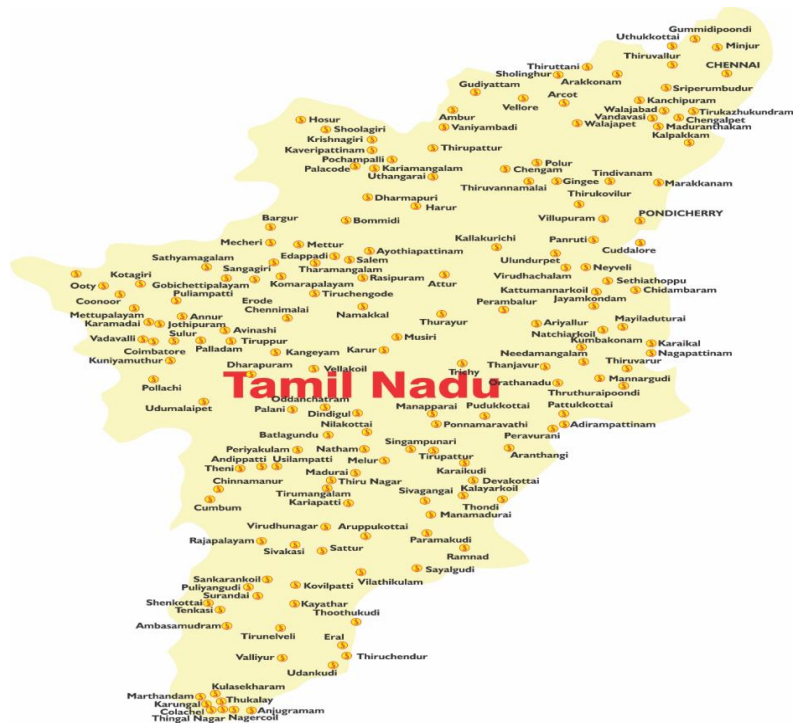 Gummidipoondi
Uthukkottai
Minjur
Thiruvallur
Thiruttani
CHENNAI
Sholinghur
Arakkonam
Gudiyattam
Sriperumbudur
Arcot
Vellore
Kanchipuram
Ambur
Walajabad
Tirukazhukundram
Hosur
Vandavasi
Chengalpet
Shoolagiri
Vaniyambadi
Walajapet
Maduranthakam
Krishnagiri
Kalpakkam
Kaveripattinam
Thirupattur
Pochampalli
Polur
Palacode
Kariamangalam
Chengam
Uthangarai
Tindivanam
Thiruvannamalai
Gingee
Marakkanam
Dharmapuri
Thirukovilur
Harur
Bargur
Bommidi
Villupuram
PONDICHERRY
Mecheri
Mettur
Kallakurichi
Panruti
Ayothiapattinam
Cuddalore
Sathyamagalam
Edappadi
Salem
Ulundurpet
Kotagiri
Sangagiri
Tharamangalam
Virudhachalam
Neyveli
Ooty
Gobichettipalayam
Komarapalayam
Rasipuram
Attur
Sethiathoppu
Coonoor
Puliampatti
Tiruchengode
Kattumannarkoil
Chidambaram
Erode
Perambalur
Jayamkondam
Mettupalayam
Annur
Chennimalai
Namakkal
Thurayur
Karamadai
Jothipuram
Avinashi
Ariyallur
Mayiladuturai
Vadavalli
Sulur
Tiruppur
Musiri
Natchiarkoil
Palladam
Kumbakonam
Karaikal
Coimbatore
Kangeyam
Karur
Needamangalam
Nagapattinam
Kuniyamuthur
Dharapuram
Vellakoil
Trichy
Thanjavur
Thiruvarur
Pollachi
Tamil Nadu
Orathanadu
Mannargudi
Thruthuraipoondi
Udumalaipet
Oddanchatram
Palani
Dindigul
Manapparai
Pudukkottai
Pattukkottai
Nilakottai
Ponnamaravathi
Adirampattinam
Batlagundu
Peravurani
Periyakulam
Natham
Singampunari
Aranthangi
Andippatti
Usilampatti
Melur
Tirupattur
Theni
Madurai
Karaikudi
Chinnamanur
Thiru Nagar
Devakottai
Tirumangalam
Sivagangai
Kalayarkoil
Cumbum
Kariapatti
Thondi
Manamadurai
Virudhunagar
Aruppukottai
Rajapalayam
Paramakudi
Sivakasi
Sattur
Ramnad
Sayalgudi
Sankarankoil
Vilathikulam
Puliyangudi
Kovilpatti
Surandai
Shenkottai
Kayathar
Tenkasi
Thoothukudi
Ambasamudram
Tirunelveli
Eral
Valliyur
Thiruchendur
Udankudi
Kulasekharam
Marthandam
Thukalay
Karungal
Colachel
Anjugramam
Thingal Nagar
Nagercoil